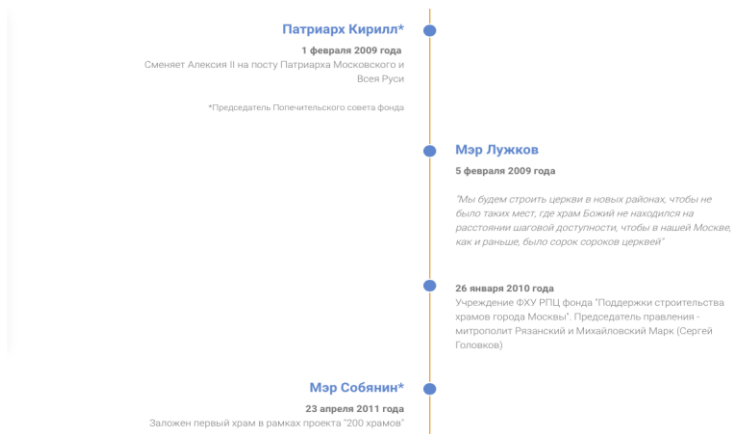 Патриарх Кирилл*
1 февраля 2009 года
Сменяет Алексия II на посту Патриарха Московского и
Всея Руси
*Председатель Попечительского совета фонда
Мэр Лужков
5 февраля 2009 года
"Мы будем строить церкви в новых районах, чтобы не
было таких мест, где храм Божий не находился на
расстоянии шаговой доступности, чтобы в нашей Москве,
как и раньше, было сорок сороков церквей"
26 января 2010 года
Учреждение ФХУ РПЦ фонда "Поддержки строительства
храмов города Москвы". Председатель правления -
митрополит Рязанский и Михайловский Марк (Сергей
Головков)
Мэр Собянин*
23 апреля 2011 года
Заложен первый храм в рамках проекта "200 храмов"